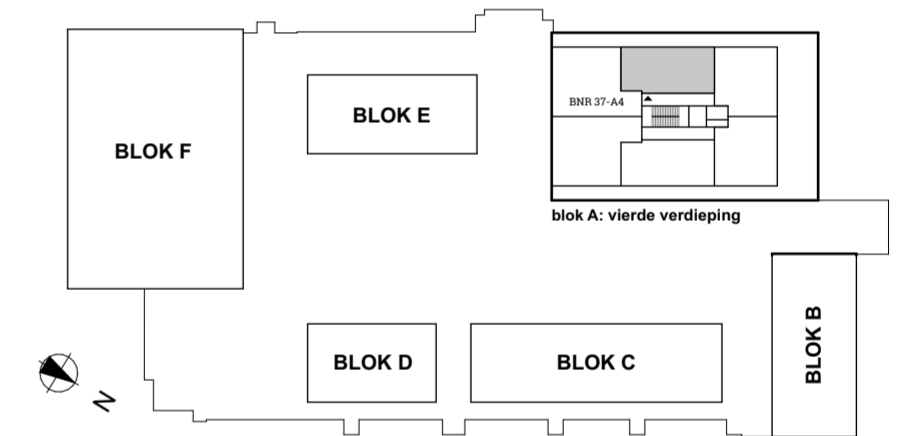 BLOK F
BLOK E
BNR 37-A4
blok A: vierde verdieping
BLOK D
BLOK C
BLOK B
N